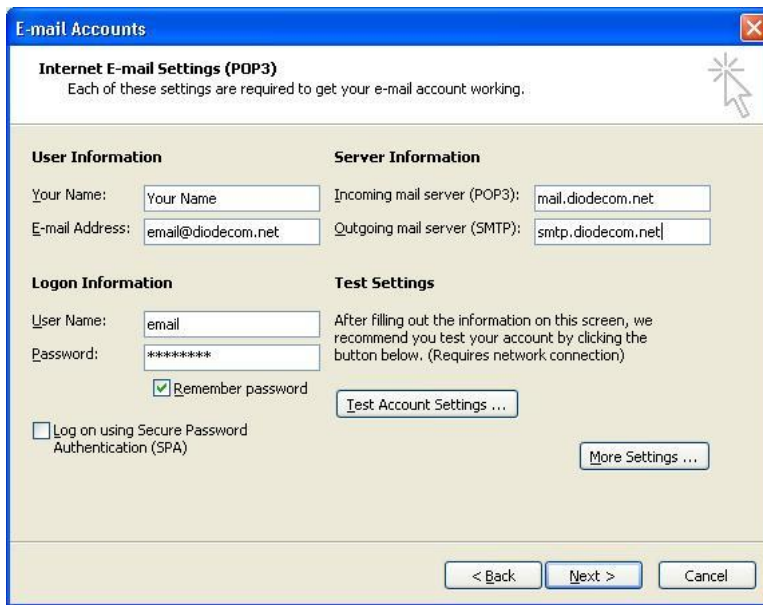 E-mail Accounts
Internet E-mail Settings (POP3)
Each of these settings are required to get your e-mail account working.
User Information
Your Name: Your Name
E-mail Address: email@diodecom.net
Server Information
Incoming mail server (POP3): mail.diodecom.net
Outgoing mail server (SMTP): smtp.diodecom.net
Logon Information
User Name: email
Password: ********
Remember password
Log on using Secure Password
Authentication (SPA)
Test Settings
After filling out the information on this screen, we
recommend you test your account by clicking the
button below. (Requires network connection)
Test Account Settings ...
More Settings ...
< Back
Next >
Cancel